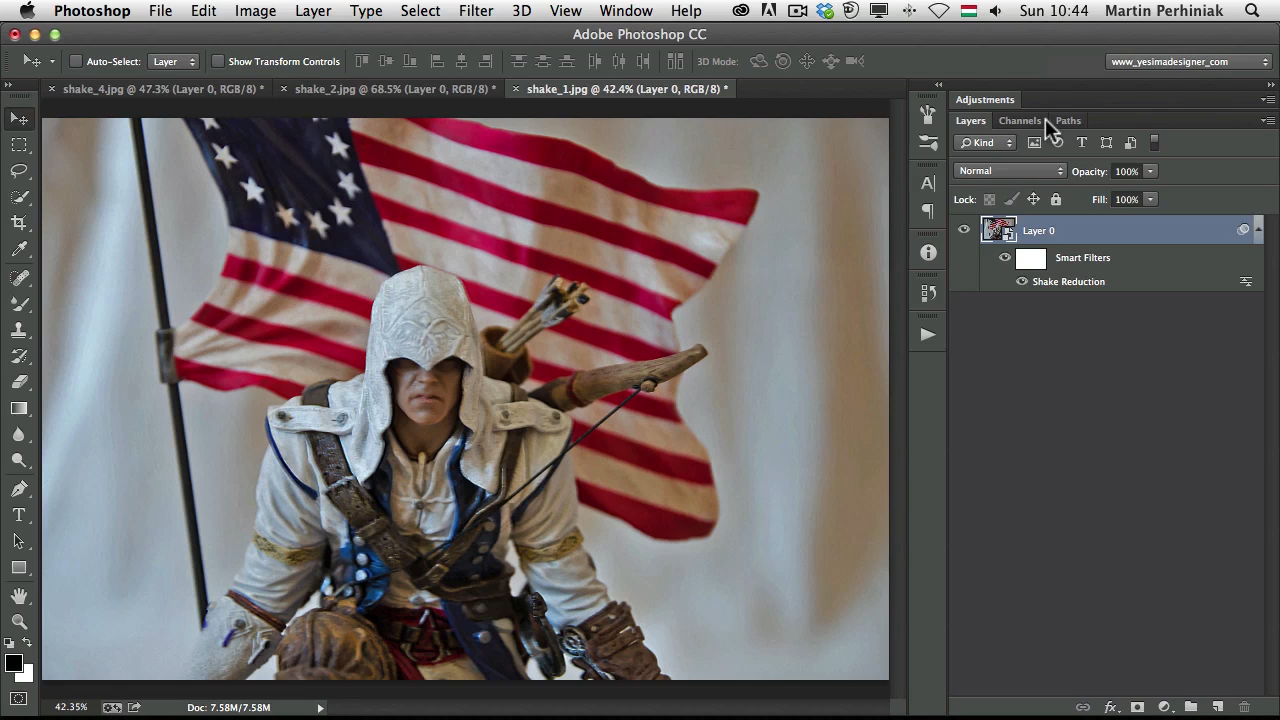 Photoshop File Edit Image Layer Type Select Filter 3D View Window Help Sun 10:44 Martin Perhiniak
Adobe Photoshop CC
Auto-Select: Layer Show Transform Controls 3D Mode: www_yesimadesigner_com
shake_4.jpg @ 47.3% (Layer 0, RGB/8) * shake_2.jpg @ 68.5% (Layer 0, RGB/8) * shake_1.jpg @ 42.4% (Layer 0, RGB/8) *
Adjustments
Layers Channels Paths
Kind
Normal Opacity: 100%
Lock: Fill: 100%
Layer 0
Smart Filters
Shake Reduction
42.35% Doc: 7.58M/7.58M